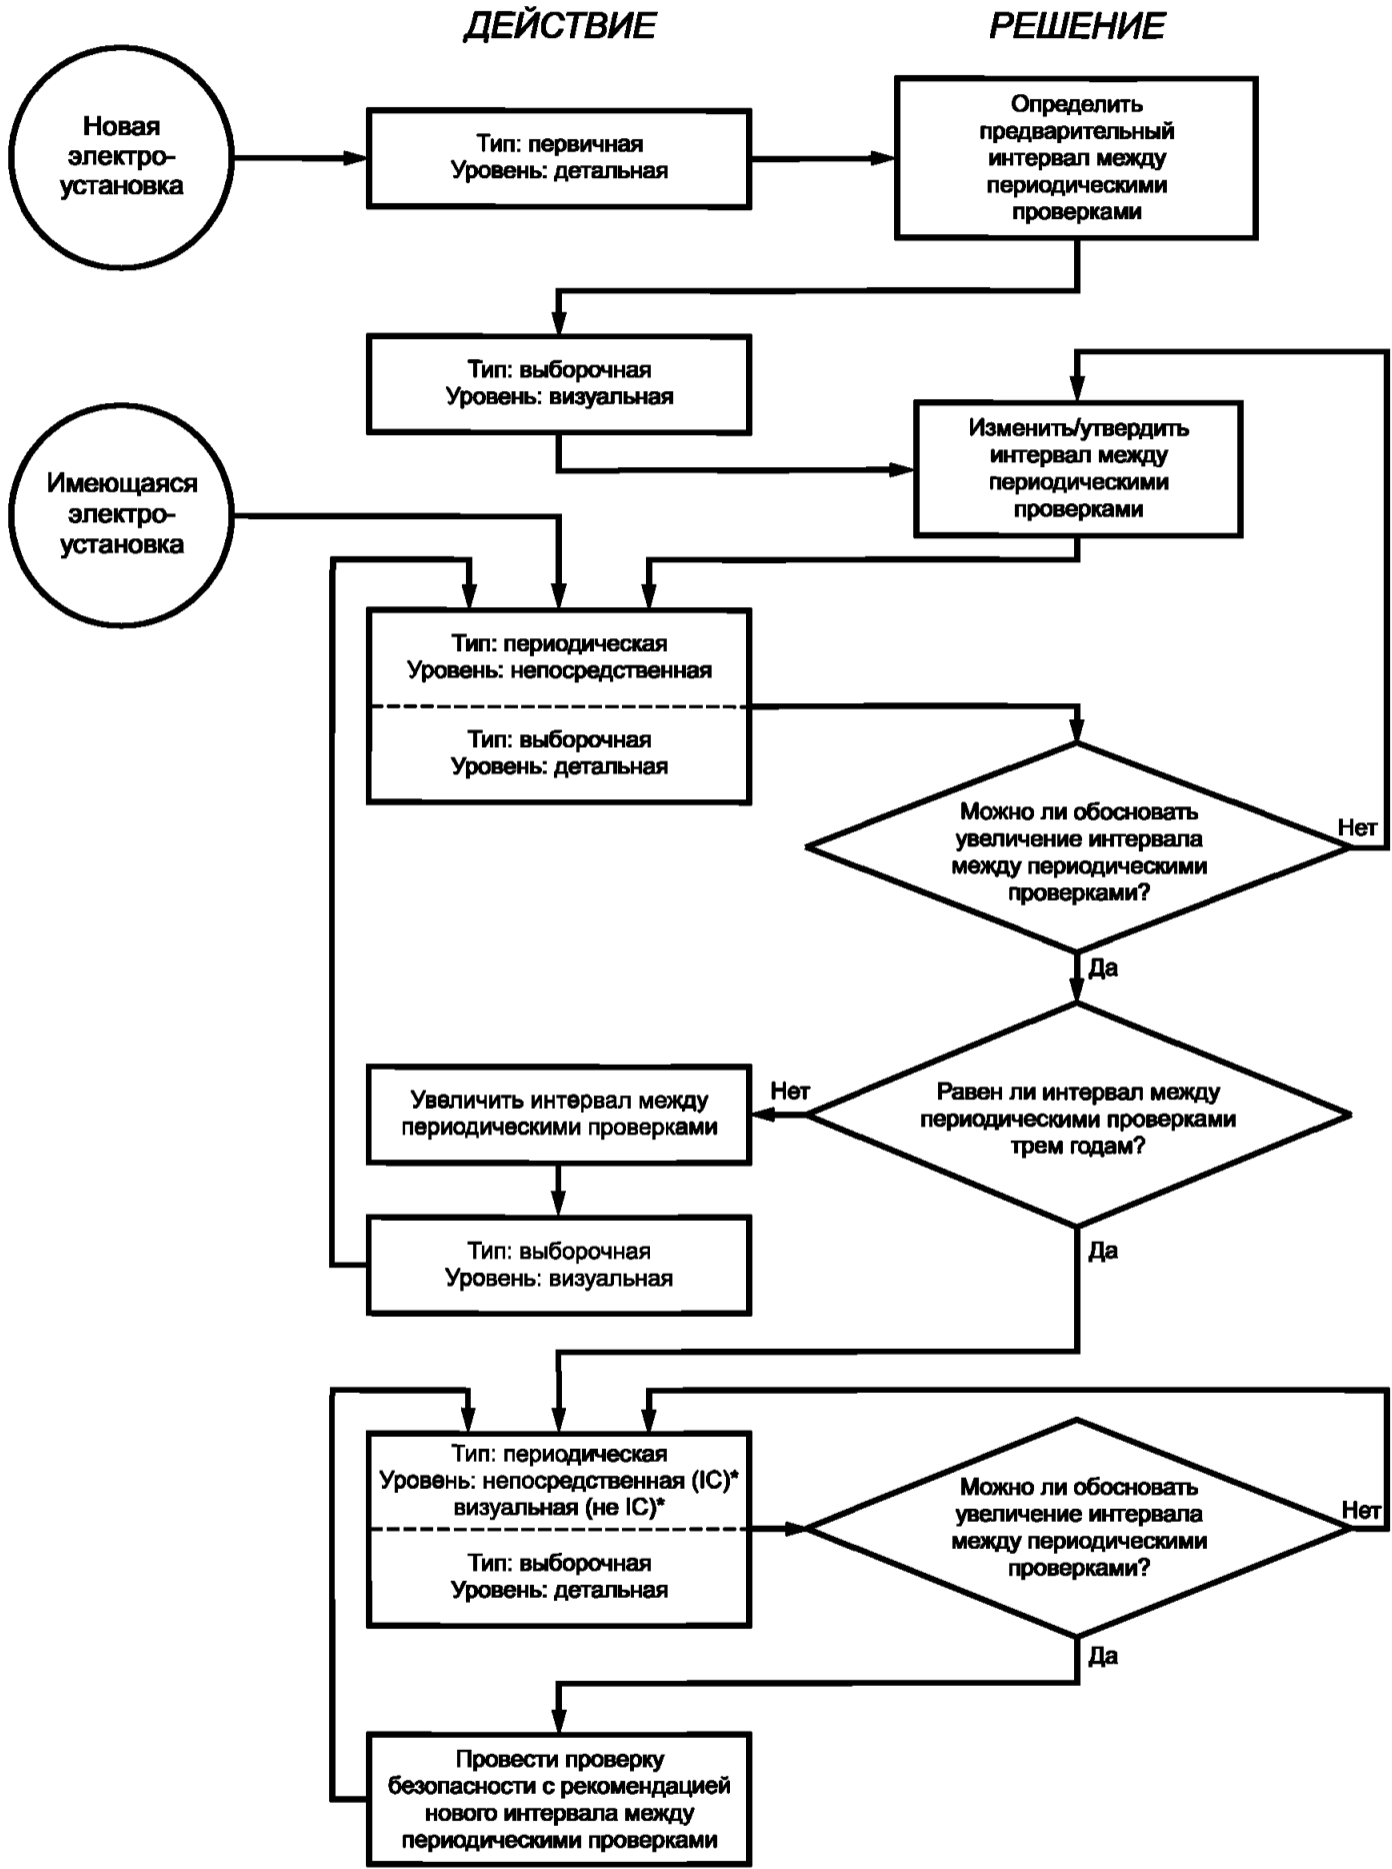 ДЕЙСТВИЕ
РЕШЕНИЕ
Новая
электро-
установка
Тип: первичная
Уровень: детальная
Определить
предварительный
интервал между
периодическими
проверками
Тип: выборочная
Уровень: визуальная
Изменить/утвердить
интервал между
периодическими
проверками
Имеющаяся
электро-
установка
Тип: периодическая
Уровень: непосредственная
Тип: выборочная
Уровень: детальная
Можно ли обосновать
увеличение интервала
между периодическими
проверками?
Нет
Да
Равен ли интервал между
периодическими проверками
трем годам?
Нет
Увеличить интервал между
периодическими проверками
Тип: выборочная
Уровень: визуальная
Да
Тип: периодическая
Уровень: непосредственная (IC)*
визуальная (не IC)*
Тип: выборочная
Уровень: детальная
Можно ли обосновать
увеличение интервала
между периодическими
проверками?
Нет
Да
Провести проверку
безопасности с рекомендацией
нового интервала между
периодическими проверками